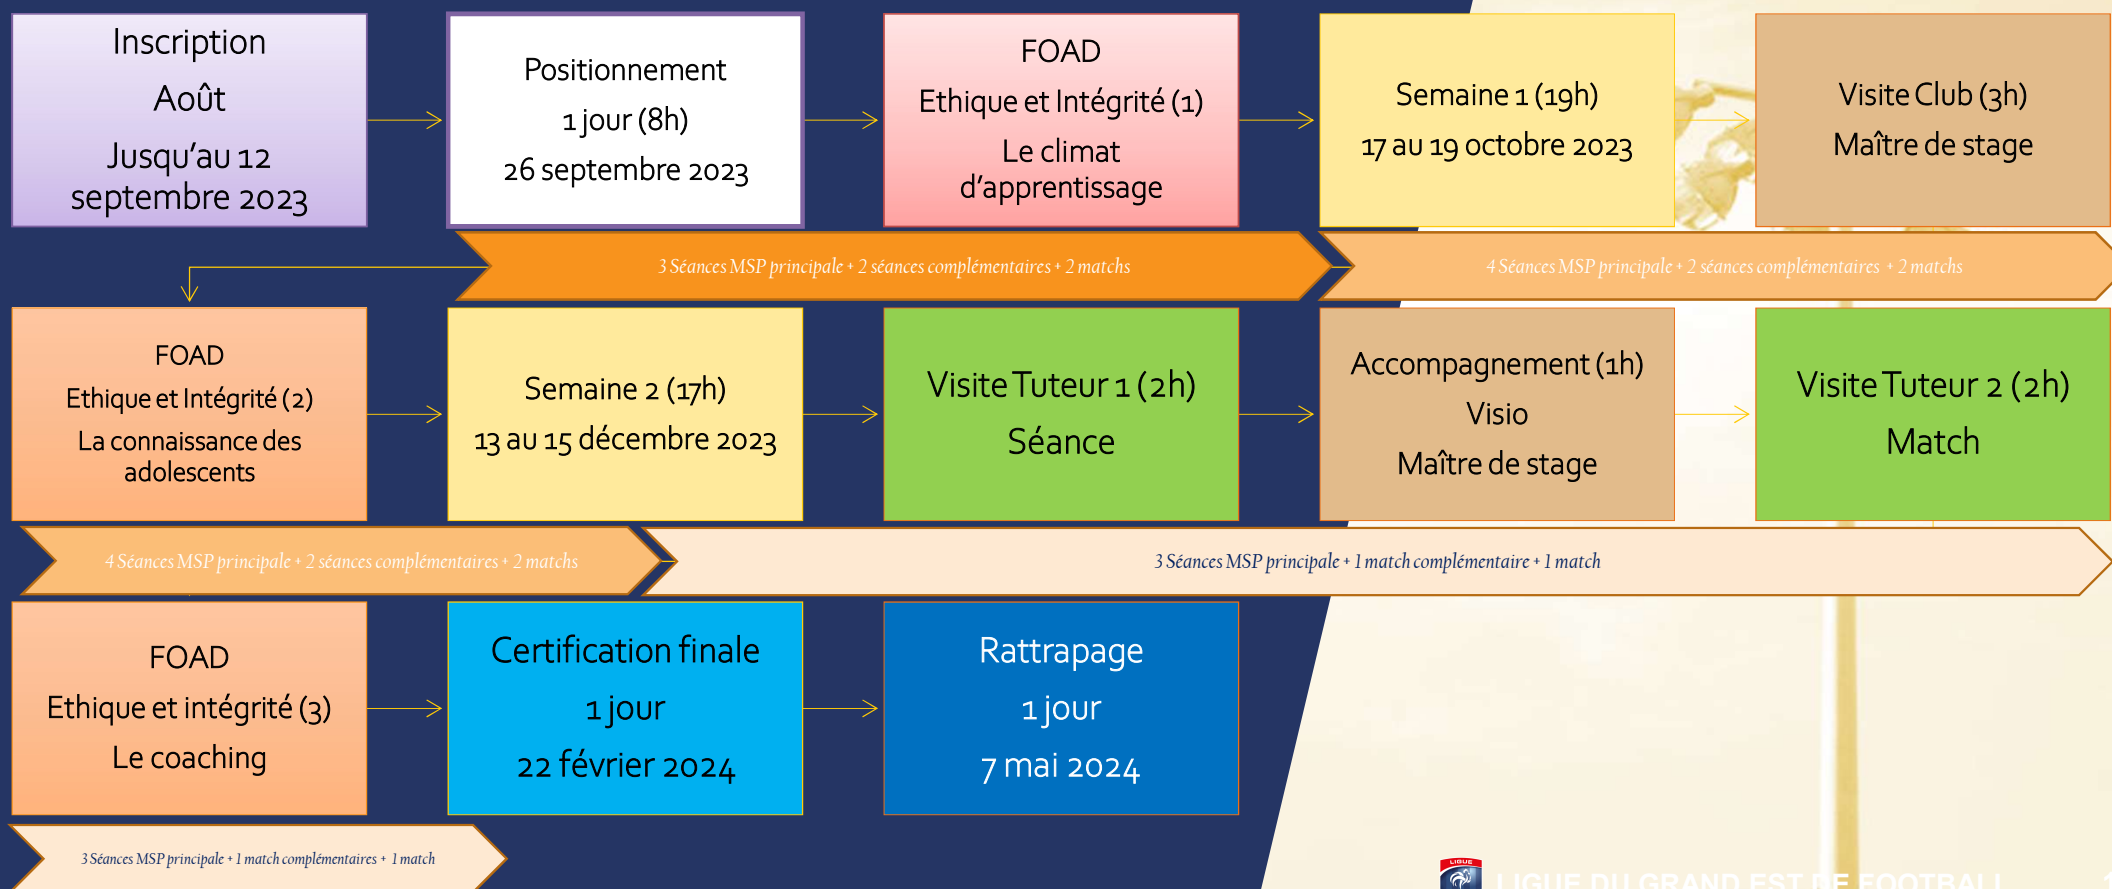 Inscription
Août
Jusqu’au 12
septembre 2023
Positionnement
1 jour (8h)
26 septembre 2023
FOAD
Ethique et Intégrité (1)
Le climat
d’apprentissage
Semaine 1 (19h)
17 au 19 octobre 2023
Visite Club (3h)
Maître de stage
3 Séances MSP principale + 2 séances complémentaires + 2 matchs
4 Séances MSP principale + 2 séances complémentaires + 2 matchs
FOAD
Ethique et Intégrité (2)
La connaissance des
adolescents
Semaine 2 (17h)
13 au 15 décembre 2023
Visite Tuteur 1 (2h)
Séance
Accompagnement (1h)
Visio
Maître de stage
Visite Tuteur 2 (2h)
Match
4 Séances MSP principale + 2 séances complémentaires + 2 matchs
3 Séances MSP principale + 1 match complémentaire + 1 match
FOAD
Ethique et intégrité (3)
Le coaching
Certification finale
1 jour
22 février 2024
Rattrapage
1 jour
7 mai 2024
3 Séances MSP principale + 1 match complémentaires + 1 match
LIGUE
LIGUE DU GRAND EST DE FOOTBALL